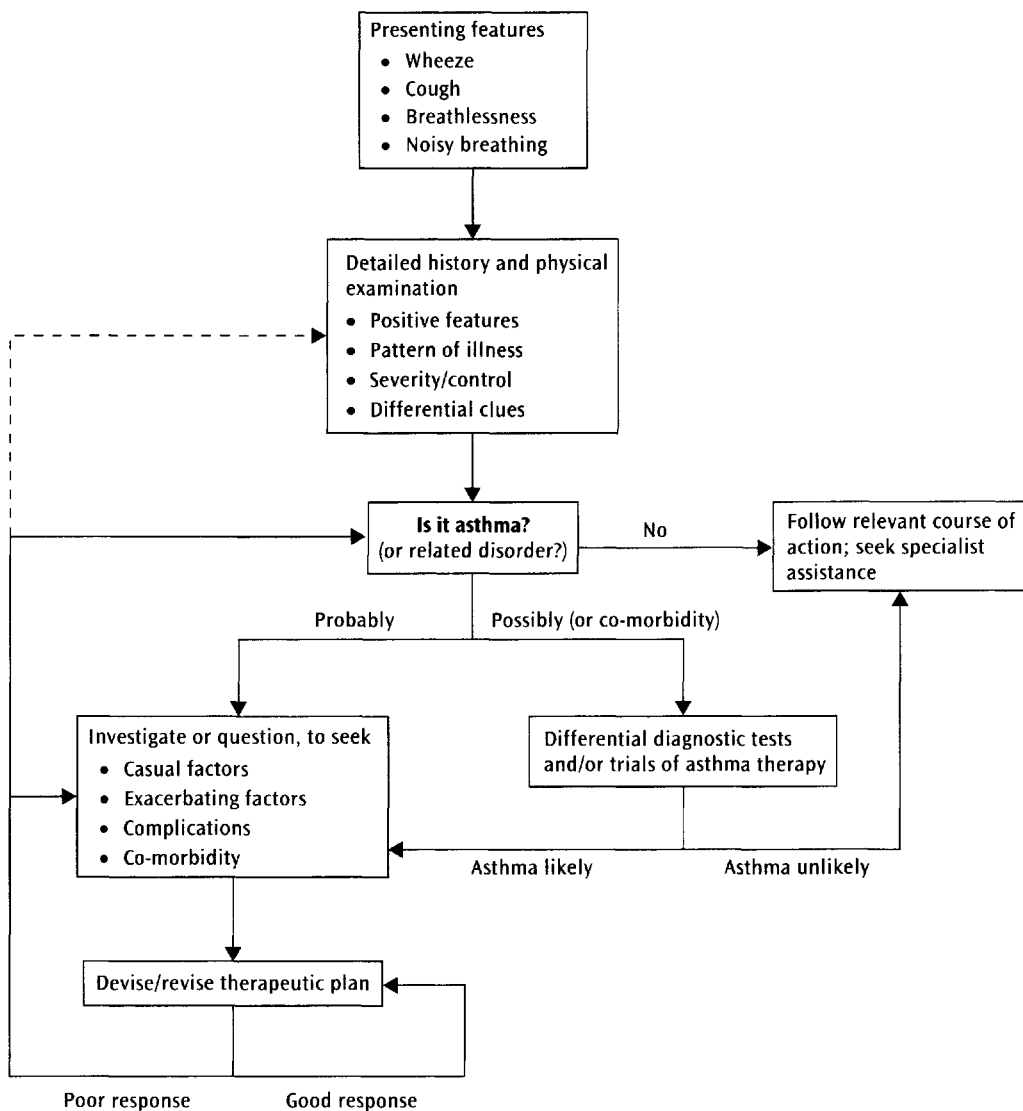 Presenting features
• Wheeze
• Cough
• Breathlessness
• Noisy breathing
Detailed history and physical
examination
• Positive features
• Pattern of illness
• Severity/control
• Differential clues
Is it asthma?
(or related disorder?)
No
Follow relevant course of
action; seek specialist
assistance
Probably
Possibly (or co-morbidity)
Investigate or question, to seek
• Casual factors
• Exacerbating factors
• Complications
• Co-morbidity
Differential diagnostic tests
and/or trials of asthma therapy
Asthma likely
Asthma unlikely
Devise/revise therapeutic plan
Poor response
Good response